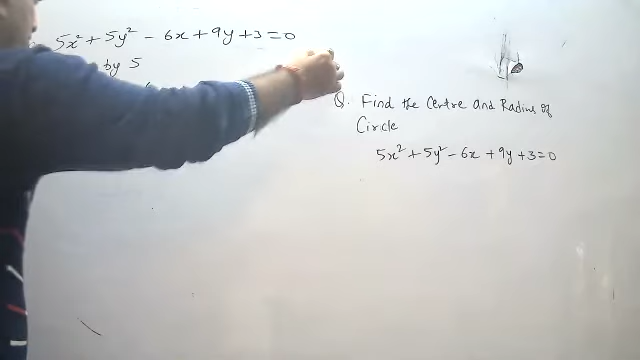 5x² + 5y² - 6x + 9y + 3 = 0
by 5
Q. Find the Centre and Radius of
Circle
5x² + 5y² - 6x + 9y + 3 = 0